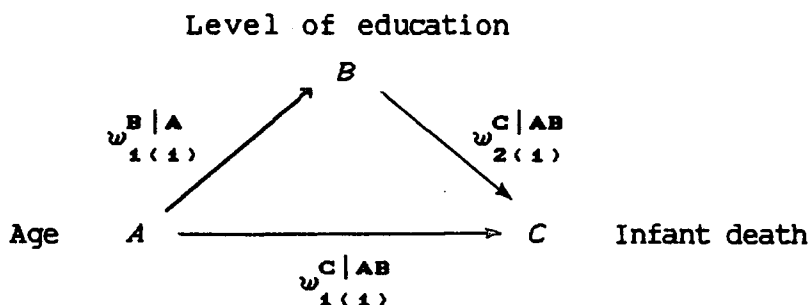 Level of education
B
w B|A 1(1)
w C|AB 2(1)
Age A C Infant death
w C|AB 1(1)